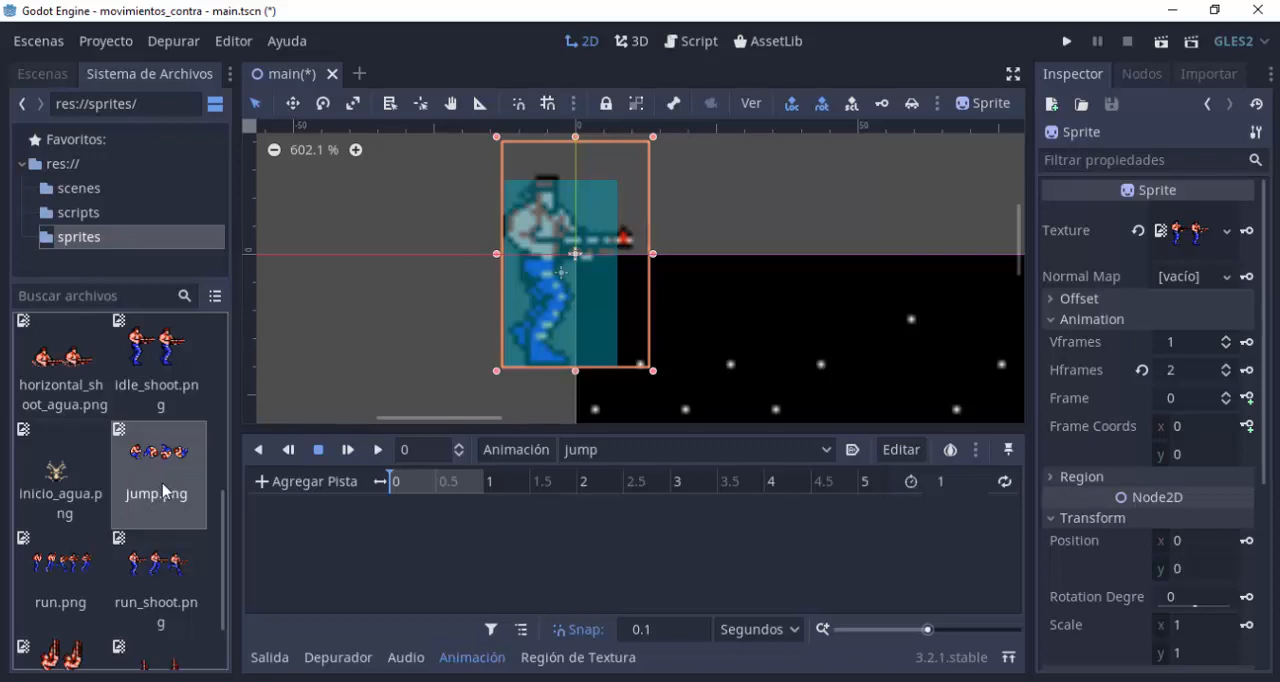 Godot Engine - movimientos_contra - main.tscn (*)
Escenas Proyecto Depurar Editor Ayuda
2D 3D Script AssetLib
GLES2
Escenas Sistema de Archivos
main(*)
Inspector Nodos Importar
res://sprites/
Ver
Sprite
Favoritos:
res://
scenes
scripts
sprites
Buscar archivos
horizontal_sh
oot_agua.png
idle_shoot.pn
g
inicio_agua.p
ng
jump.png
run.png
run_shoot.pn
g
-50 0 50
0
602.1 %
Sprite
Filtrar propiedades
Sprite
Texture
Normal Map [vacío]
Offset
Animation
Vframes 1
Hframes 2
Frame 0
Frame Coords x 0
y 0
Region
Node2D
Transform
Position x 0
y 0
Rotation Degre 0
Scale x 1
y 1
0 Animación jump Editar
Agregar Pista 0 0.5 1 1.5 2 2.5 3 3.5 4 4.5 5 1
Snap: 0.1 Segundos
Salida Depurador Audio Animación Región de Textura 3.2.1.stable